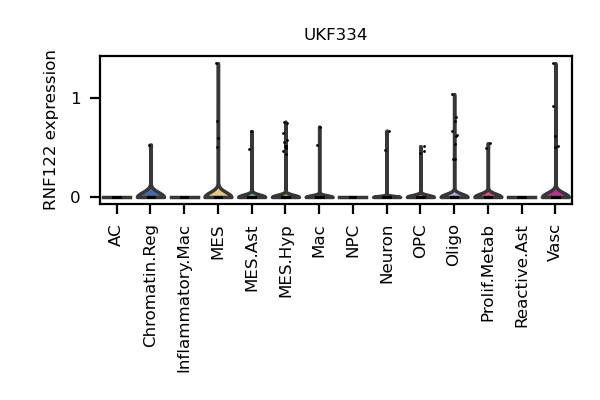 UKF334
RNF122 expression
1
0
AC
Chromatin.Reg
Inflammatory.Mac
MES
MES.Ast
MES.Hyp
Mac
NPC
Neuron
OPC
Oligo
Prolif.Metab
Reactive.Ast
Vasc